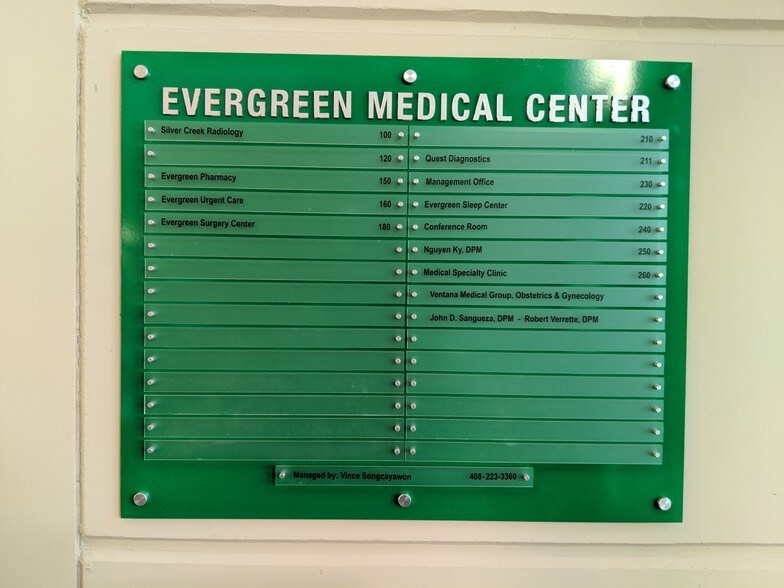 EVERGREEN MEDICAL CENTER
Silver Creek Radiology 100
120
Evergreen Pharmacy 150
Evergreen Urgent Care 160
Evergreen Surgery Center 180
210
Quest Diagnostics 211
Management Office 230
Evergreen Sleep Center 220
Conference Room 240
Nguyen Ky, DPM 250
Medical Specialty Clinic 260
Ventana Medical Group, Obstetrics & Gynecology
John D. Sangueza, DPM - Robert Verrette, DPM
Managed by: Vince Songcayawon 408-223-3360